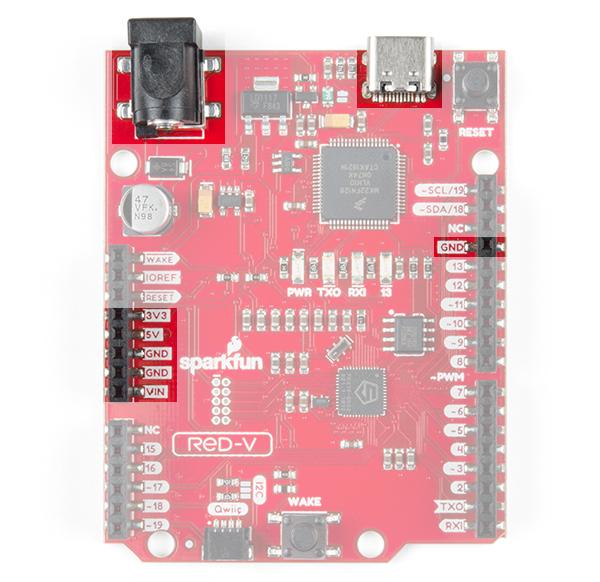 RESET
~SCL/19
~SDA/18
NC
GND
13
12
~11
~10
~9
8
~PWM
7
~6
~5
4
~3
2
TXO
RXI
47
VFK.
N98
WAKE
IOREF
RESET
3V3
5V
GND
GND
VIN
NC
15
16
~17
~18
~19
PWR TXO RXI 13
sparkfun
RED-V
I2C
Qwiic
WAKE